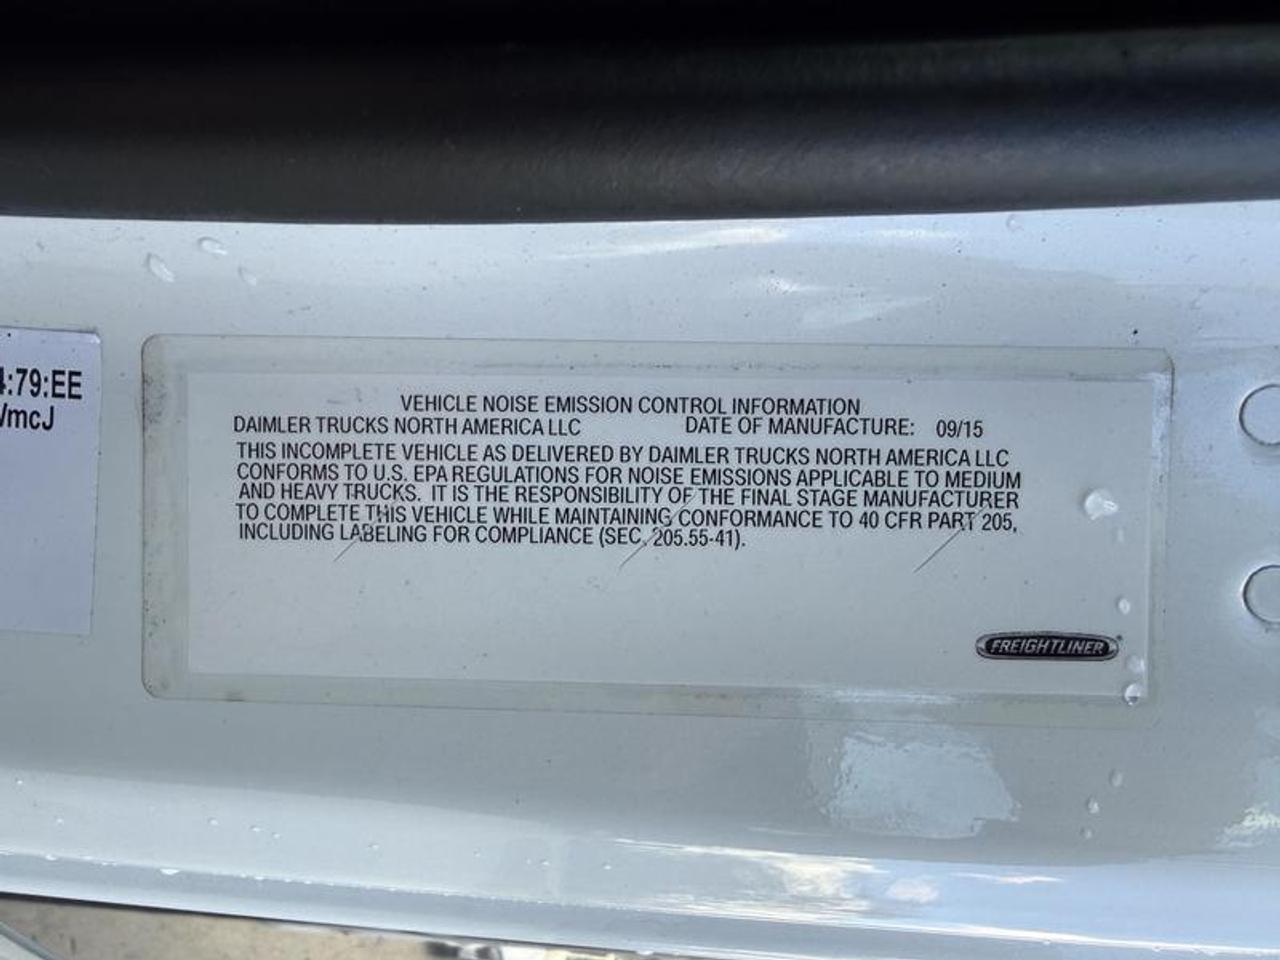 4:79:EE
VmcJ
VEHICLE NOISE EMISSION CONTROL INFORMATION
DAIMLER TRUCKS NORTH AMERICA LLC DATE OF MANUFACTURE: 09/15
THIS INCOMPLETE VEHICLE AS DELIVERED BY DAIMLER TRUCKS NORTH AMERICA LLC
CONFORMS TO U.S. EPA REGULATIONS FOR NOISE EMISSIONS APPLICABLE TO MEDIUM
AND HEAVY TRUCKS. IT IS THE RESPONSIBILITY OF THE FINAL STAGE MANUFACTURER
TO COMPLETE THIS VEHICLE WHILE MAINTAINING CONFORMANCE TO 40 CFR PART 205,
INCLUDING LABELING FOR COMPLIANCE (SEC. 205.55-41).
FREIGHTLINER